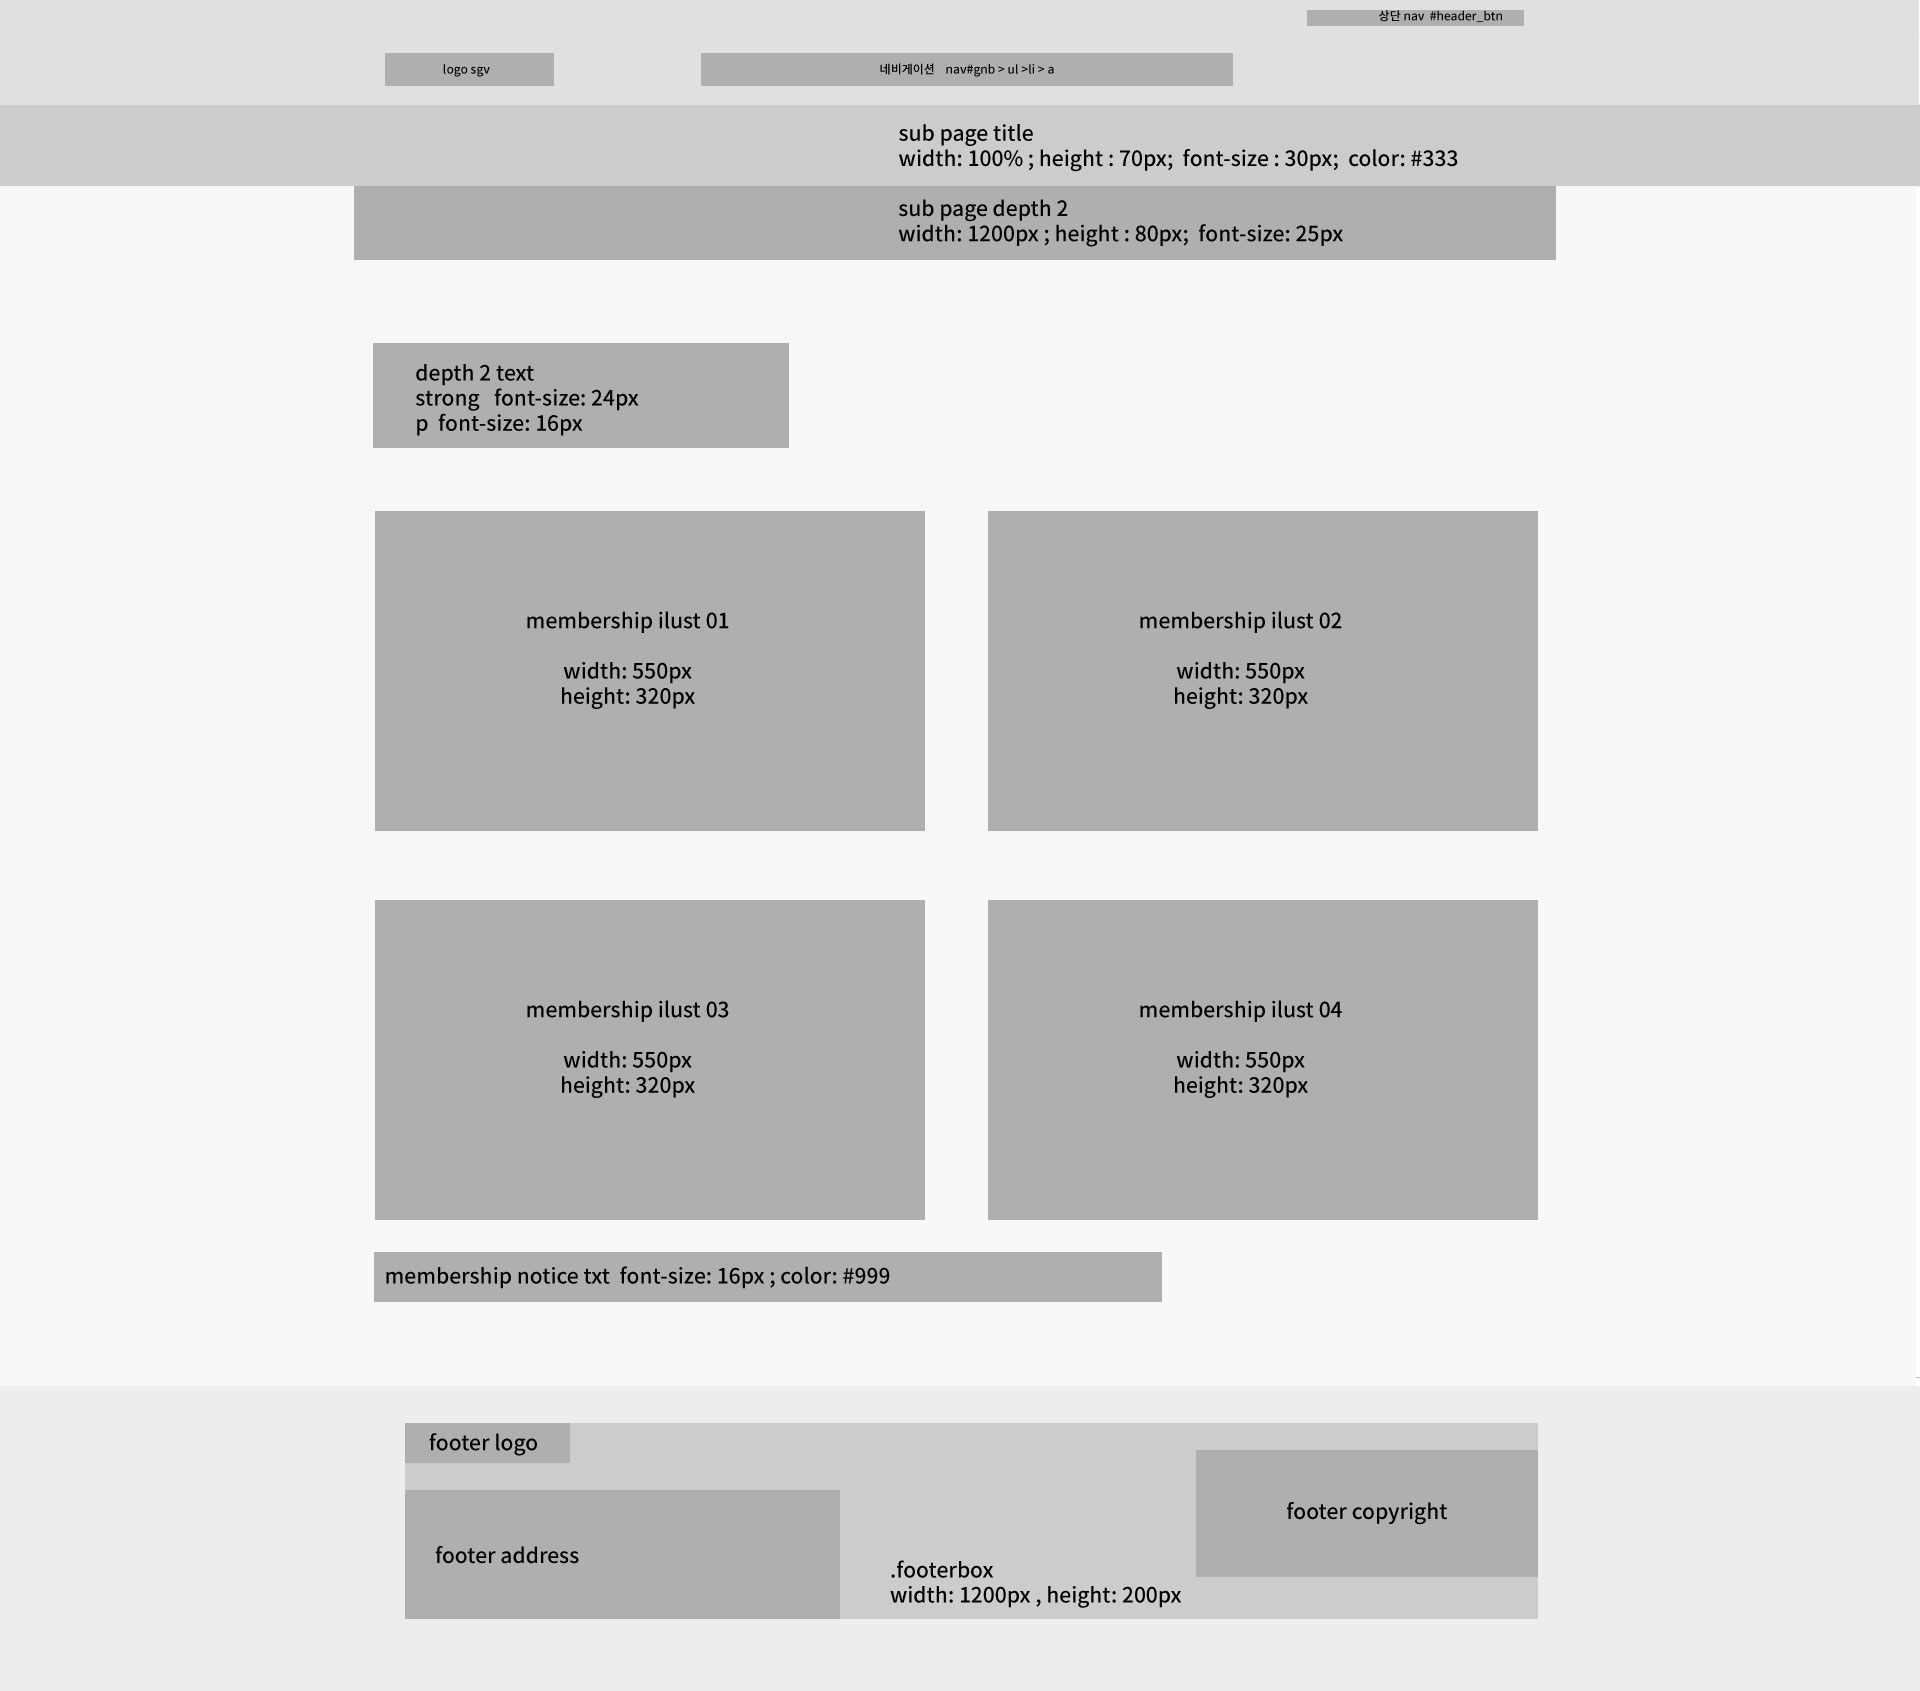 상단 nav  #header_btn
logo sgv
네비게이션   nav#gnb > ul >li > a
sub page title
width: 100% ; height : 70px;  font-size : 30px;  color: #333
sub page depth 2
width: 1200px ; height : 80px;  font-size: 25px
depth 2 text
strong   font-size: 24px
p  font-size: 16px
membership ilust 01
width: 550px
height: 320px
membership ilust 02
width: 550px
height: 320px
membership ilust 03
width: 550px
height: 320px
membership ilust 04
width: 550px
height: 320px
membership notice txt  font-size: 16px ; color: #999
footer logo
footer address
.footerbox
width: 1200px , height: 200px
footer copyright